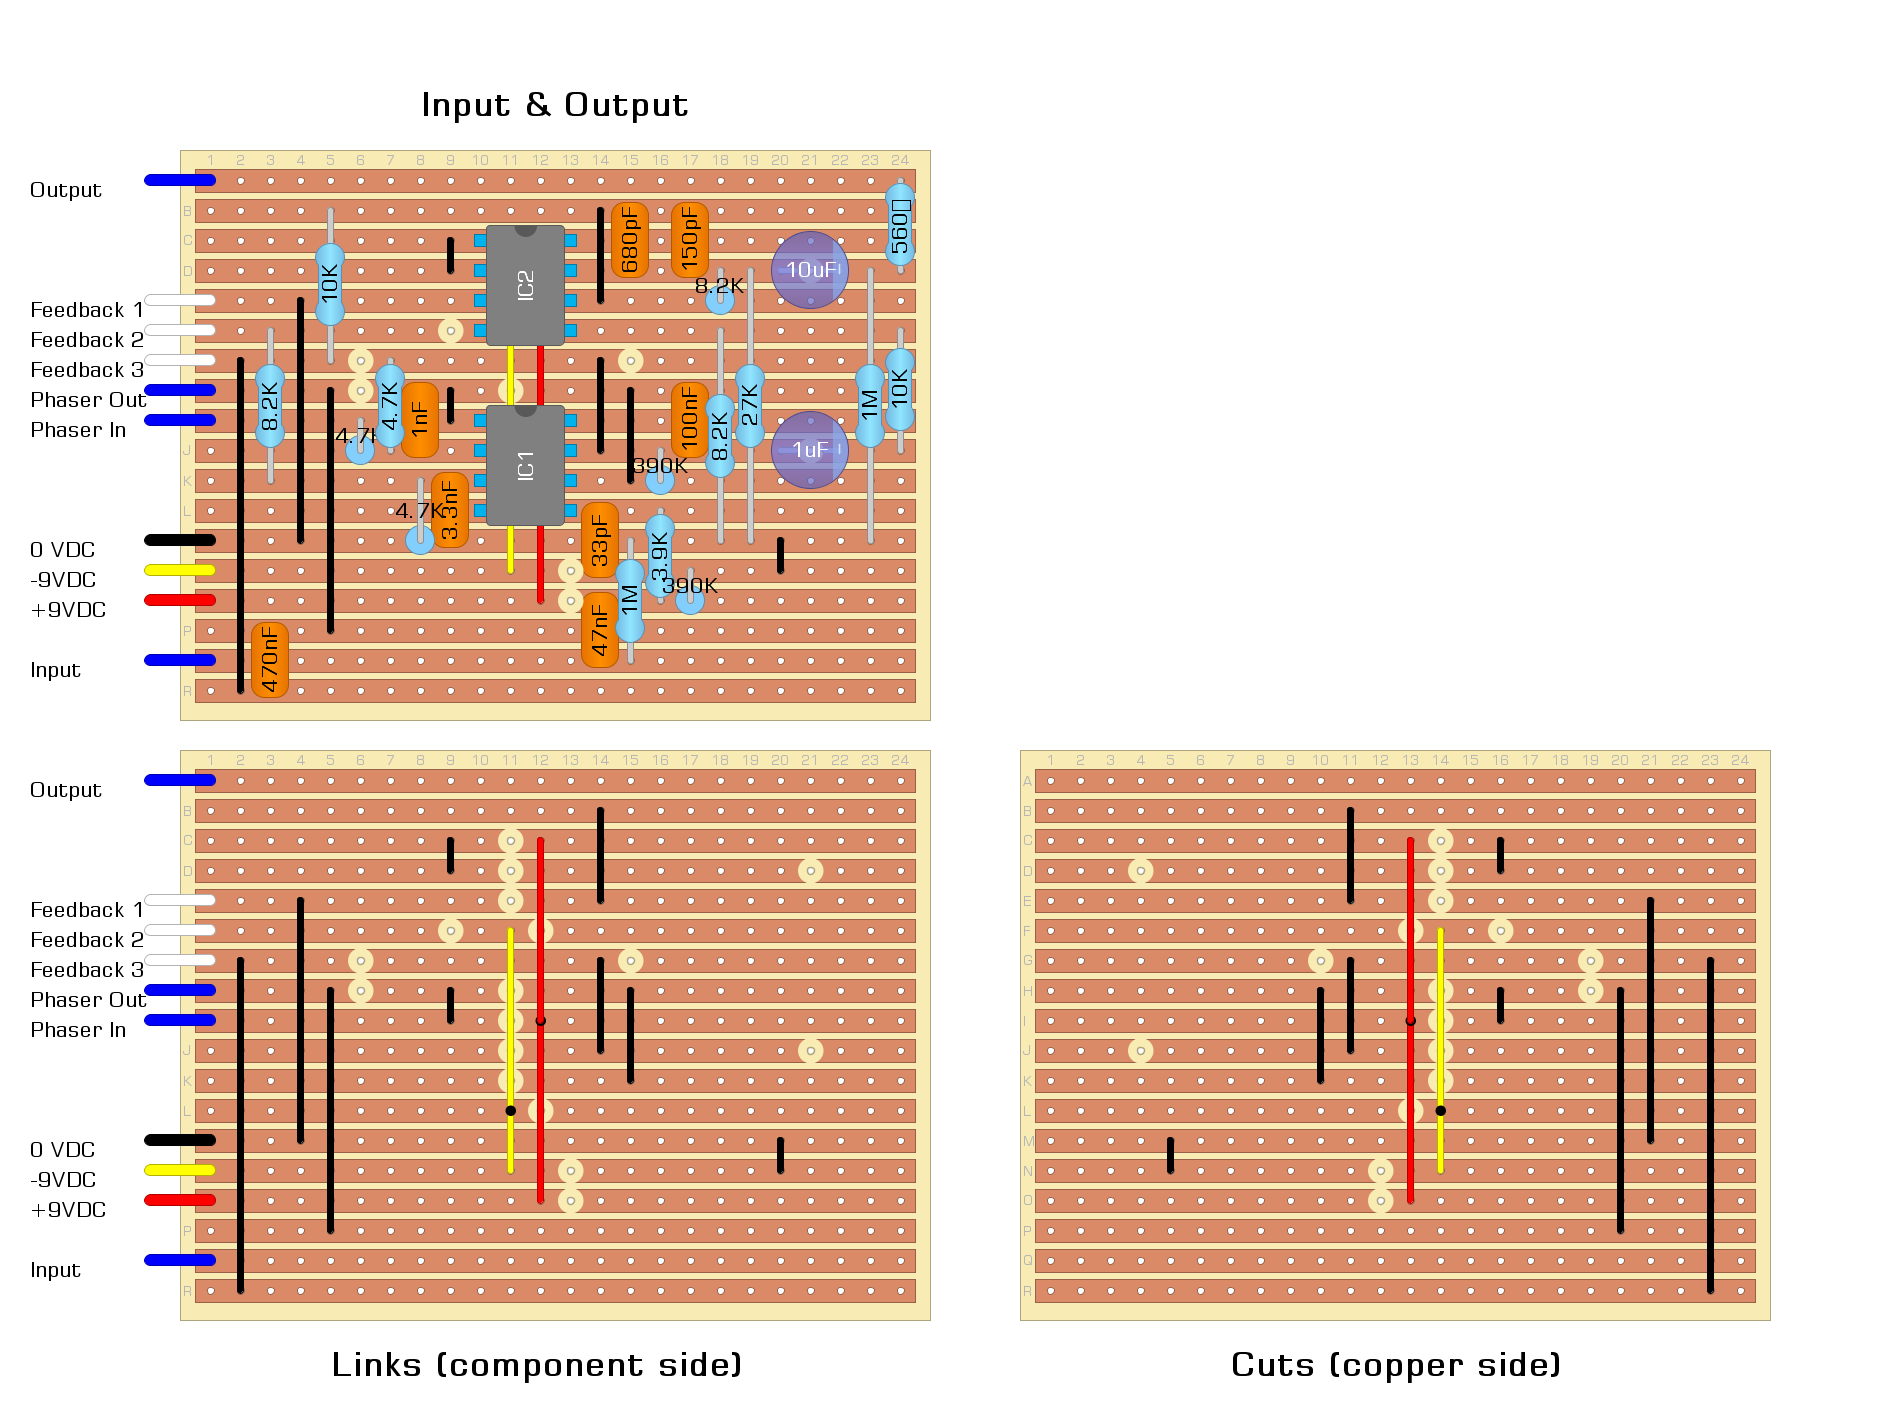 Input & Output
1 2 3 4 5 6 7 8 9 10 11 12 13 14 15 16 17 18 19 20 21 22 23 24
Output
B
C
D
Feedback 1
Feedback 2
Feedback 3
Phaser Out
Phaser In
J
K
L
0 VDC
-9VDC
+9VDC
P
Input
R
10K
IC2
680pF
150pF
8.2K
10uF
560▯
8.2K
4.7K
4.7K
1nF
IC1
100nF
8.2K
27K
1uF
1M
10K
390K
4.7K
3.3nF
33pF
3.9K
390K
1M
47nF
470nF
1 2 3 4 5 6 7 8 9 10 11 12 13 14 15 16 17 18 19 20 21 22 23 24
Output
B
C
D
Feedback 1
Feedback 2
Feedback 3
Phaser Out
Phaser In
J
K
L
0 VDC
-9VDC
+9VDC
P
Input
R
Links (component side)
1 2 3 4 5 6 7 8 9 10 11 12 13 14 15 16 17 18 19 20 21 22 23 24
A
B
C
D
E
F
G
H
I
J
K
L
M
N
O
P
Q
R
Cuts (copper side)